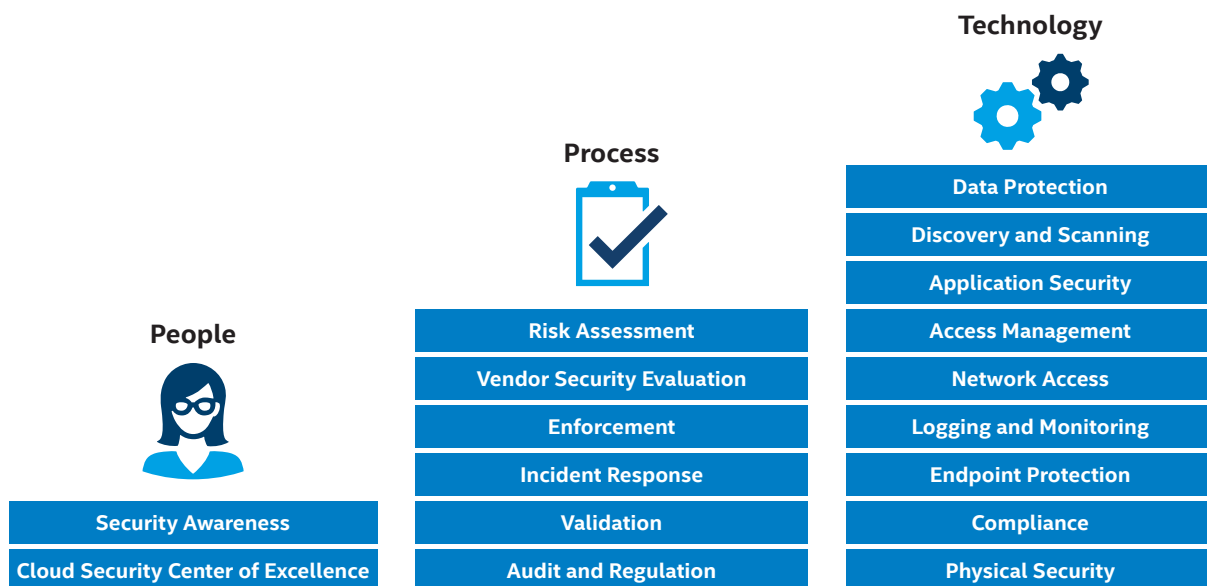 People
Security Awareness
Cloud Security Center of Excellence
Process
Risk Assessment
Vendor Security Evaluation
Enforcement
Incident Response
Validation
Audit and Regulation
Technology
Data Protection
Discovery and Scanning
Application Security
Access Management
Network Access
Logging and Monitoring
Endpoint Protection
Compliance
Physical Security